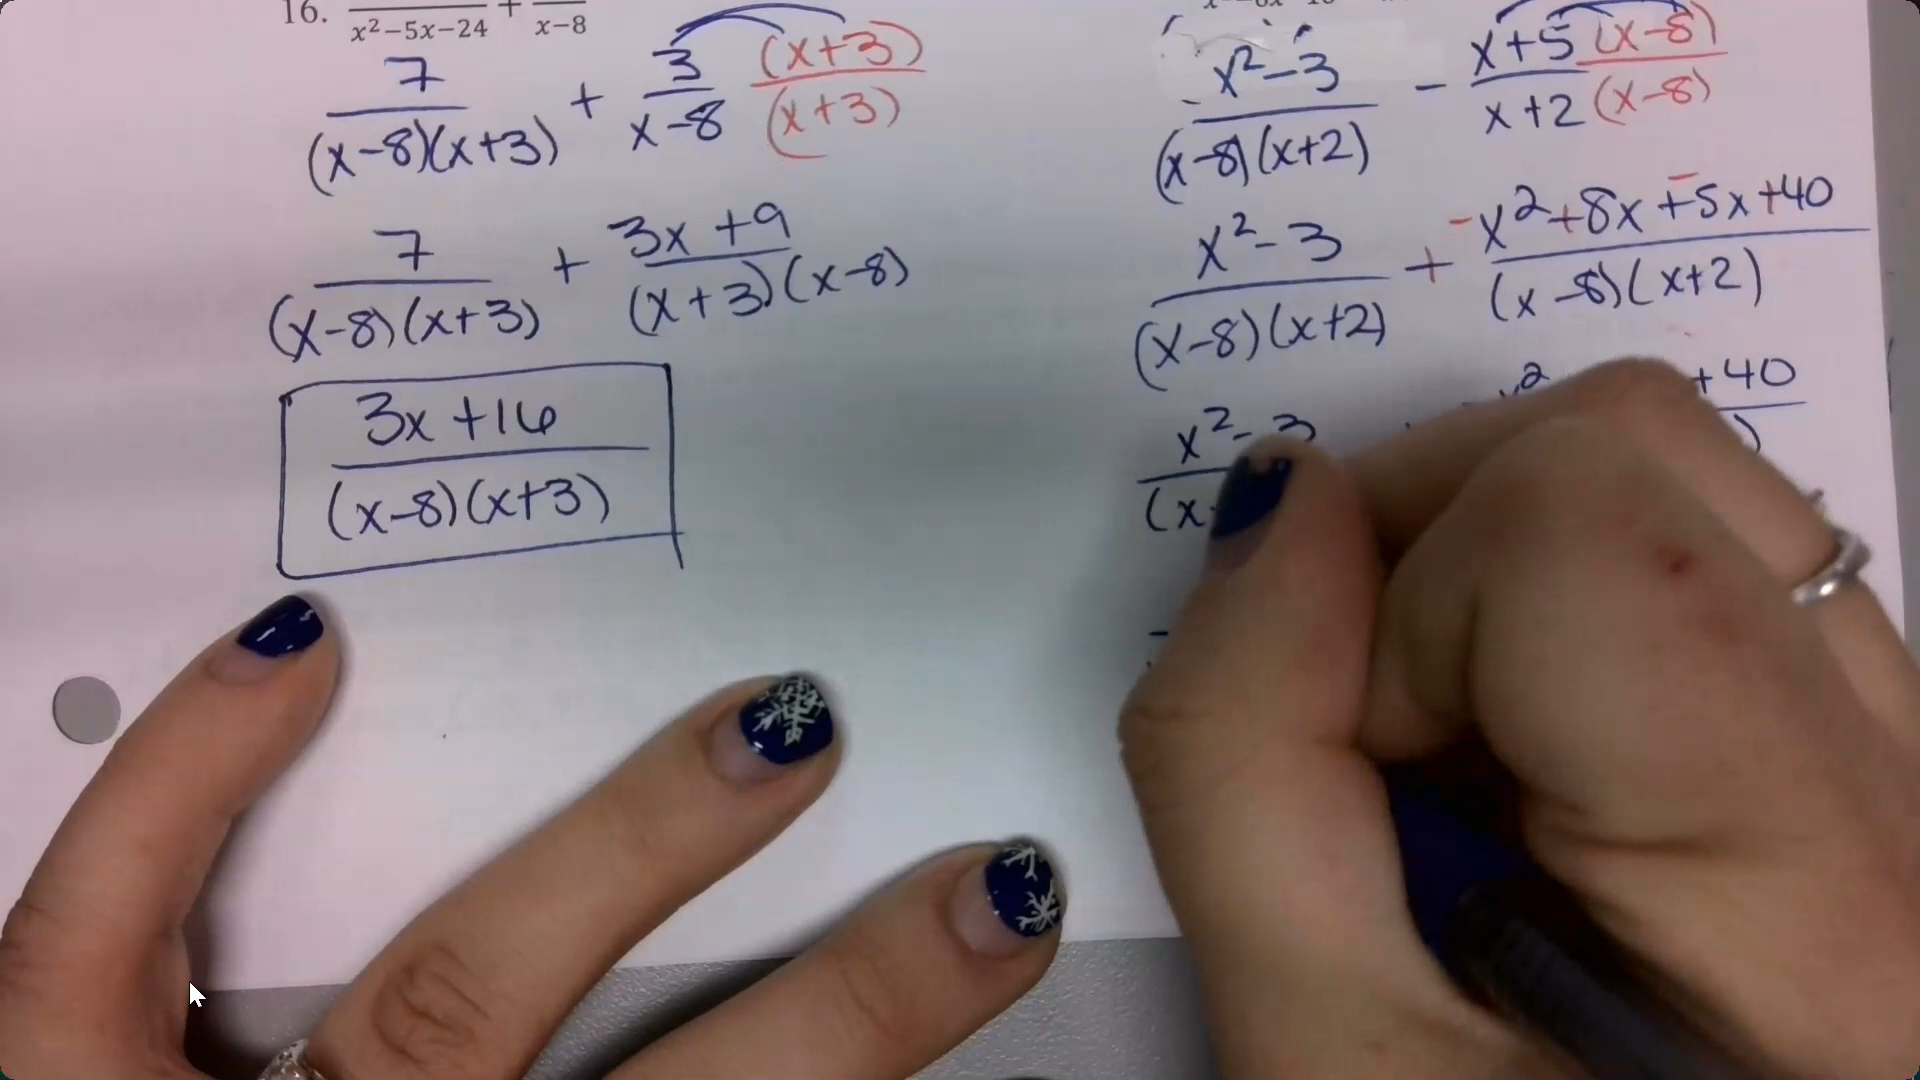 16. x²−5x−24 + x−8
7/(x−8)(x+3) + 3/x−8 (x+3)/(x+3)
7/(x−8)(x+3) + 3x+9/(x+3)(x−8)
3x+16/(x−8)(x+3)
x²−3/(x−8)(x+2) − x+5(x−8)/x+2(x−8)
x²−3/(x−8)(x+2) + −x²+8x−5x+40/(x−8)(x+2)
x²−3/(x +40